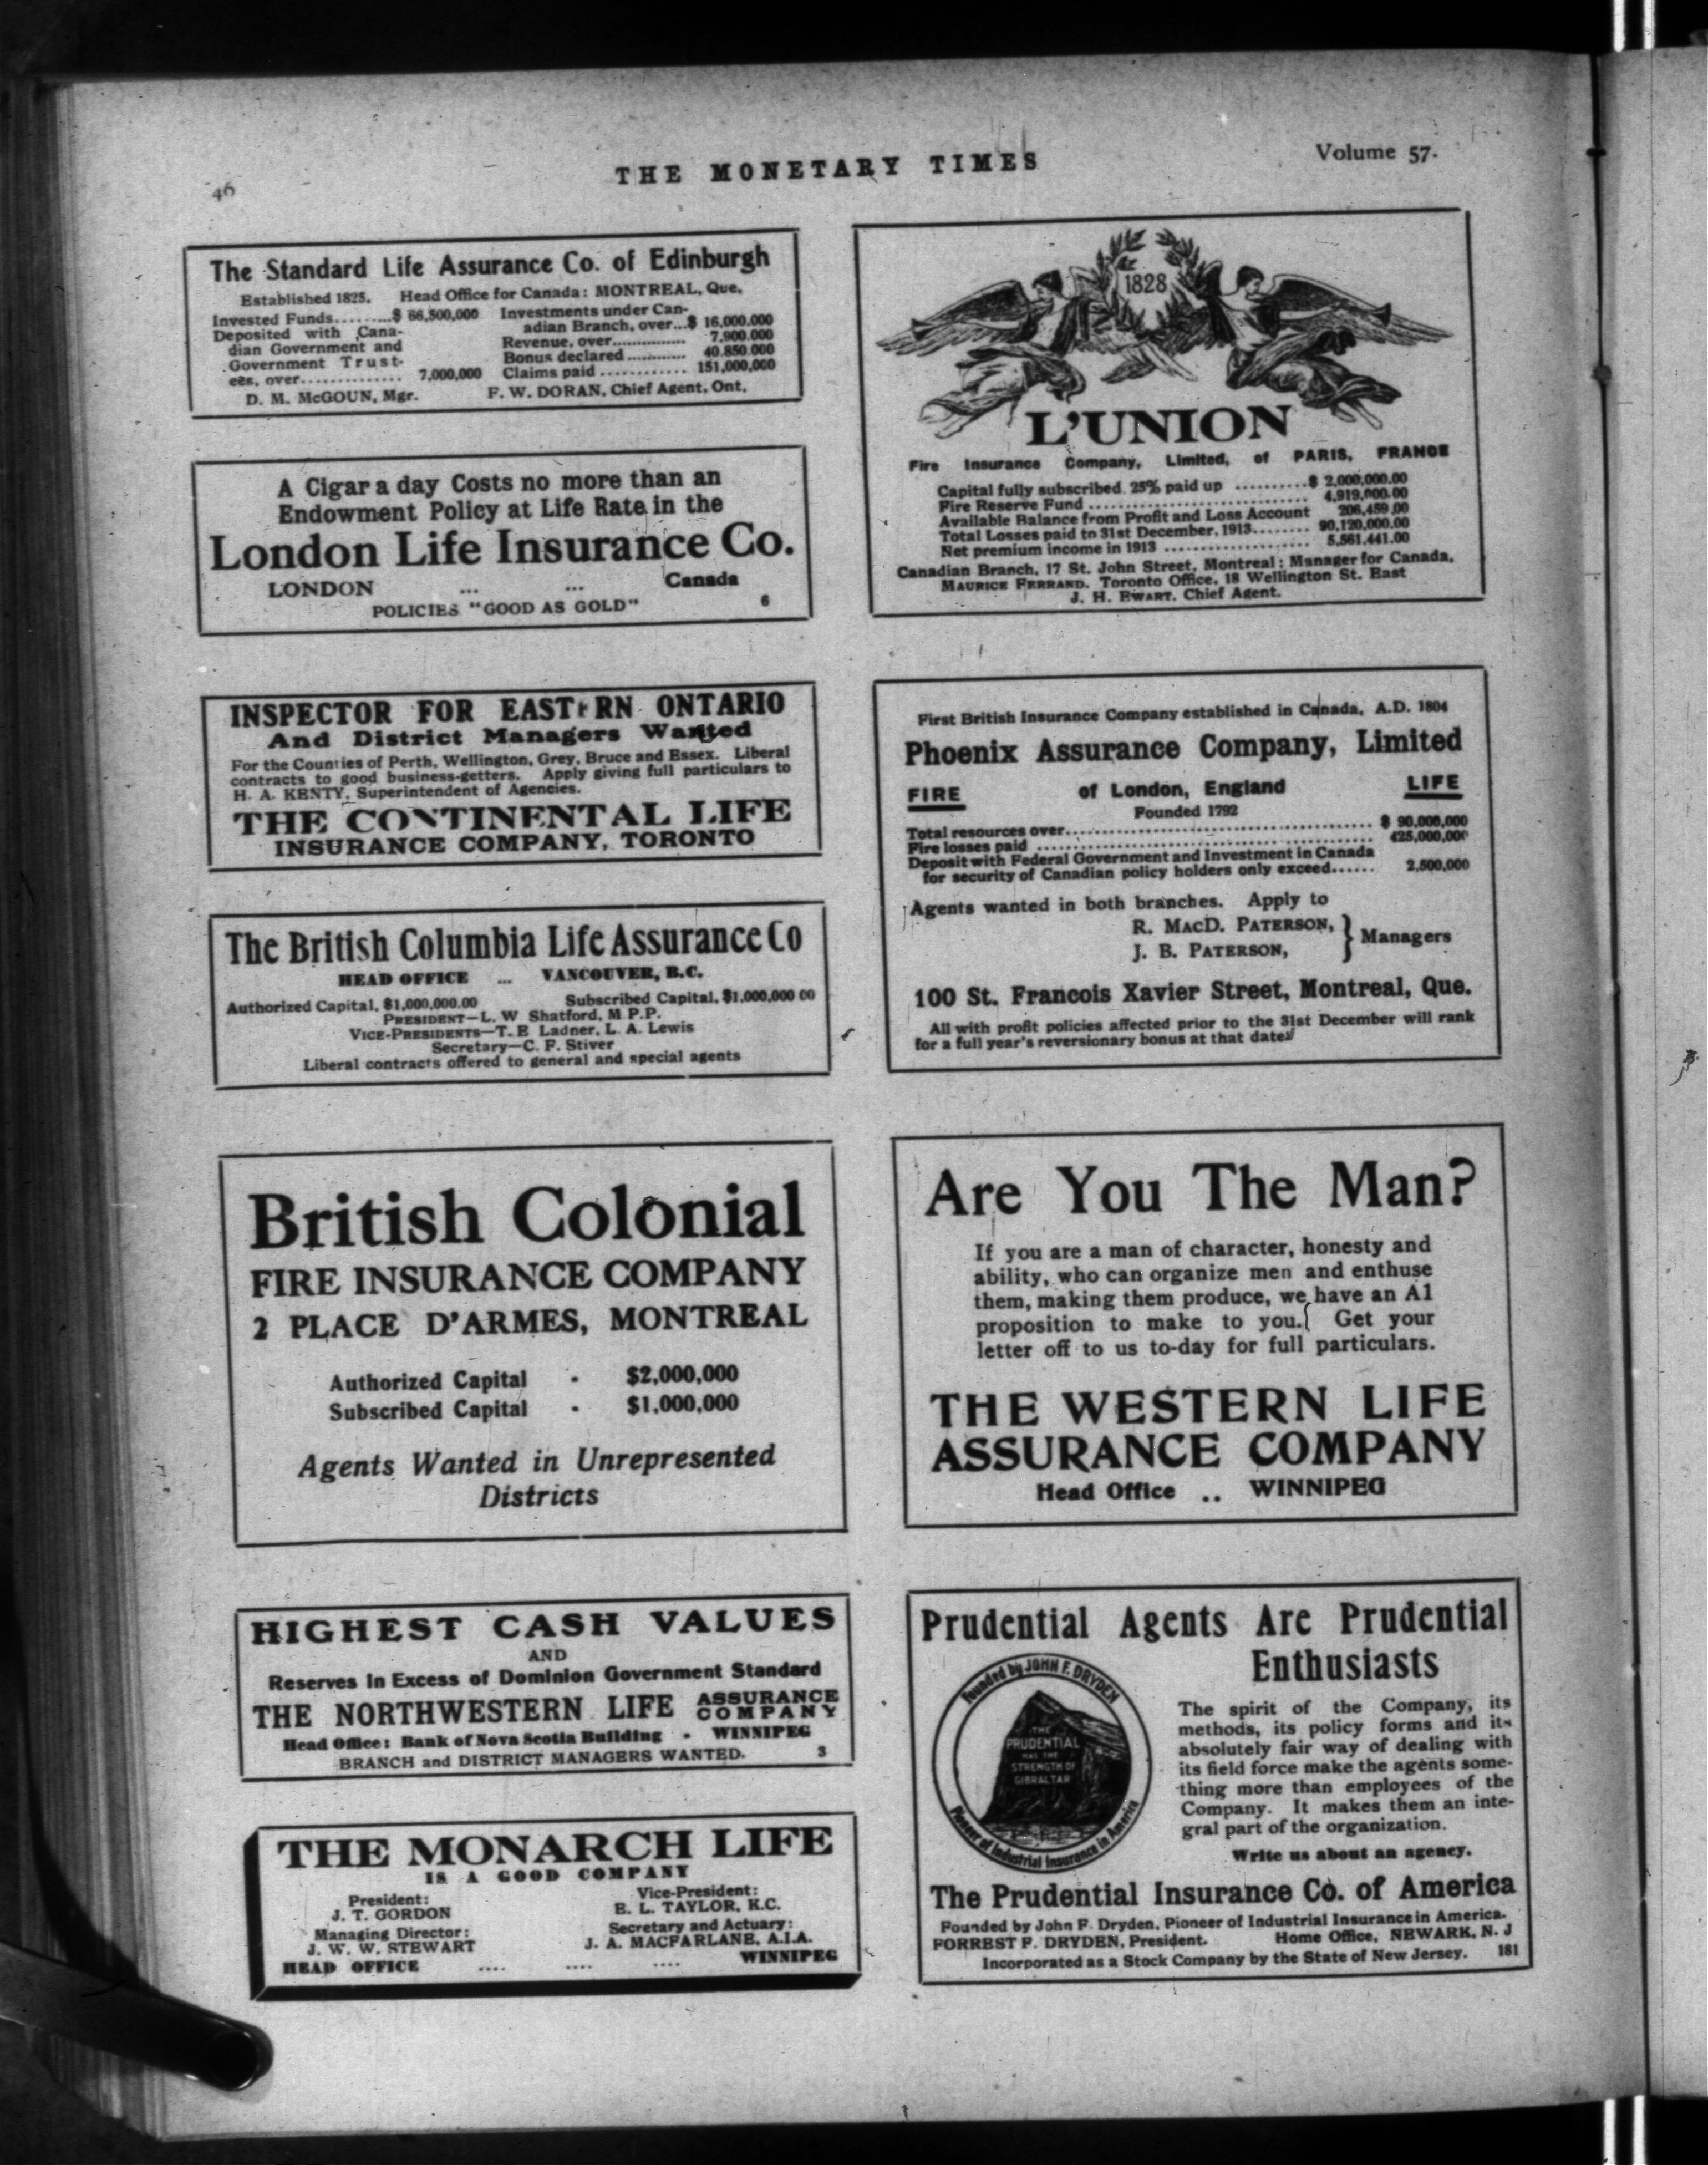 46
THE MONETARY TIMES
Volume 57.
The Standard Life Assurance Co. of Edinburgh
Established 1825. Head Office for Canada: MONTREAL, Que.
Invested Funds.........$ 66,500,000
Deposited with Cana-
dian Government and
Government Trust-
ees, over.............. 7,000,000
D. M. McGOUN, Mgr.
Investments under Can-
adian Branch, over...$ 16,000.000
Revenue, over............... 7,900.000
Bonus declared ............ 40,850.000
Claims paid ............ 151,000,000
F. W. DORAN, Chief Agent, Ont.
A Cigar a day Costs no more than an
Endowment Policy at Life Rate in the
London Life Insurance Co.
LONDON ... ... Canada
POLICIES "GOOD AS GOLD" 6
INSPECTOR FOR EASTERN ONTARIO
And District Managers Wanted
For the Counties of Perth, Wellington, Grey, Bruce and Essex. Liberal
contracts to good business-getters. Apply giving full particulars to
H. A. KENTY, Superintendent of Agencies.
THE CONTINENTAL LIFE
INSURANCE COMPANY, TORONTO
The British Columbia Life Assurance Co
HEAD OFFICE ... VANCOUVER, B.C.
Authorized Capital, $1,000,000.00 Subscribed Capital, $1,000,000 00
PRESIDENT—L. W Shatford, M P.P.
VICE-PRESIDENTS—T. E Ladner, L. A. Lewis
Secretary—C. F. Stiver
Liberal contracts offered to general and special agents
British Colonial
FIRE INSURANCE COMPANY
2 PLACE D'ARMES, MONTREAL
Authorized Capital - $2,000,000
Subscribed Capital - $1,000,000
Agents Wanted in Unrepresented
Districts
HIGHEST CASH VALUES
AND
Reserves in Excess of Dominion Government Standard
THE NORTHWESTERN LIFE ASSURANCE
COMPANY
Head Office: Bank of Nova Scotia Building - WINNIPEG
BRANCH and DISTRICT MANAGERS WANTED. 3
THE MONARCH LIFE
IS A GOOD COMPANY
President:
J. T. GORDON
Vice-President:
E. L. TAYLOR, K.C.
Managing Director:
J. W. W. STEWART
Secretary and Actuary:
J. A. MACFARLANE, A.I.A.
HEAD OFFICE .... .... .... WINNIPEG
1828
L'UNION
Fire Insurance Company, Limited, of PARIS, FRANCE
Capital fully subscribed 25% paid up ..........$ 2,000,000.00
Fire Reserve Fund .............................. 4,919,000.00
Available Balance from Profit and Loss Account 206,459.00
Total Losses paid to 31st December, 1913........ 90,120,000.00
Net premium income in 1913 .................... 5,561,441.00
Canadian Branch, 17 St. John Street, Montreal; Manager for Canada,
MAURICE FERRAND. Toronto Office, 18 Wellington St. East
J. H. EWART, Chief Agent.
First British Insurance Company established in Canada, A.D. 1804
Phoenix Assurance Company, Limited
FIRE of London, England LIFE
Founded 1792
Total resources over.................................................. $ 90,000,000
Fire losses paid ...................................................... 425,000,000
Deposit with Federal Government and Investment in Canada
for security of Canadian policy holders only exceed...... 2,500,000
Agents wanted in both branches. Apply to
R. MACD. PATERSON,
J. B. PATERSON,
} Managers
100 St. Francois Xavier Street, Montreal, Que.
All with profit policies affected prior to the 31st December will rank
for a full year's reversionary bonus at that date
Are You The Man?
If you are a man of character, honesty and
ability, who can organize men and enthuse
them, making them produce, we have an A1
proposition to make to you. Get your
letter off to us to-day for full particulars.
THE WESTERN LIFE
ASSURANCE COMPANY
Head Office .. WINNIPEG
Prudential Agents Are Prudential
Enthusiasts
Founded by JOHN F. DRYDEN
THE
PRUDENTIAL
HAS THE
STRENGTH OF
GIBRALTAR
Pioneer of Industrial Insurance in America
The spirit of the Company, its
methods, its policy forms and its
absolutely fair way of dealing with
its field force make the agents some-
thing more than employees of the
Company. It makes them an inte-
gral part of the organization.
Write us about an agency.
The Prudential Insurance Co. of America
Founded by John F. Dryden, Pioneer of Industrial Insurance in America.
FORREST F. DRYDEN, President. Home Office, NEWARK, N. J
Incorporated as a Stock Company by the State of New Jersey. 181